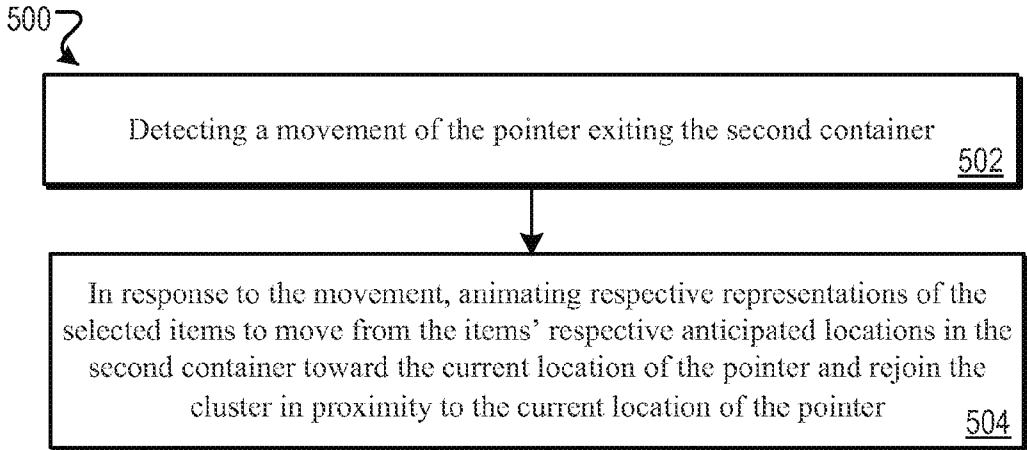 500
Detecting a movement of the pointer exiting the second container
502
In response to the movement, animating respective representations of the
selected items to move from the items’ respective anticipated locations in the
second container toward the current location of the pointer and rejoin the
cluster in proximity to the current location of the pointer
504